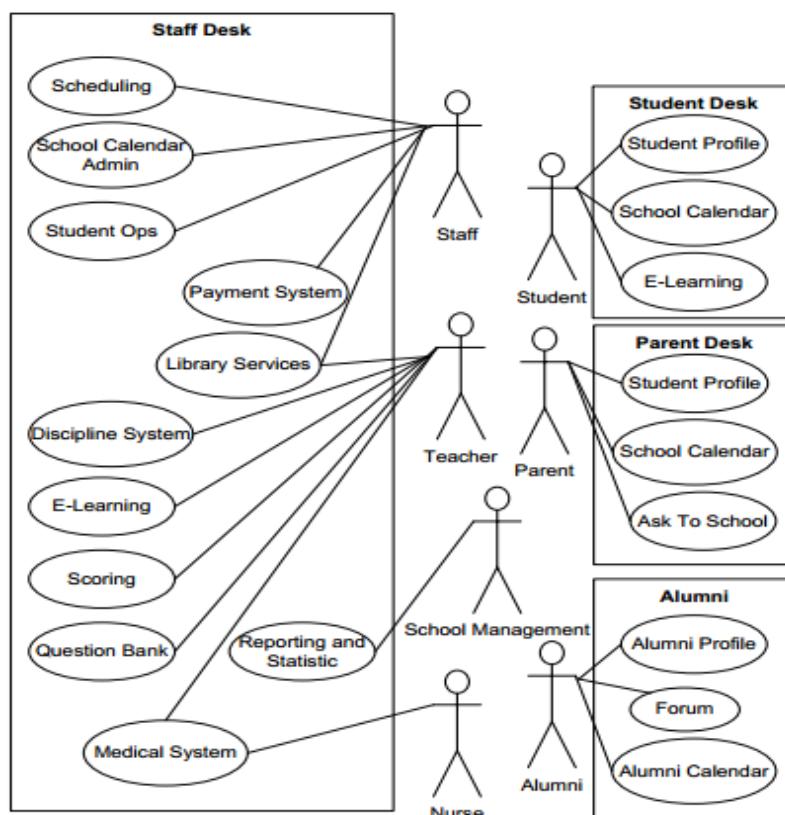 Staff Desk
Scheduling
School Calendar
Admin
Student Ops
Payment System
Library Services
Discipline System
E-Learning
Scoring
Question Bank
Reporting and
Statistic
Medical System
Staff
Student
Teacher
Parent
School Management
Nurse
Alumni
Student Desk
Student Profile
School Calendar
E-Learning
Parent Desk
Student Profile
School Calendar
Ask To School
Alumni
Alumni Profile
Forum
Alumni Calendar